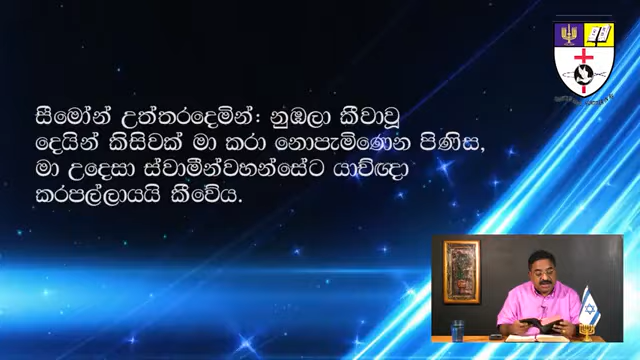 සීමෝන් උත්තරදෙමින්: නුඹලා කීවාවූ
දෙයින් කිසිවක් මා කරා නොපැමිණෙන පිණිස,
මා උදෙසා ස්වාමීන්වහන්සේට යාච්ඤා
කරපල්ලායයි කීවේය.